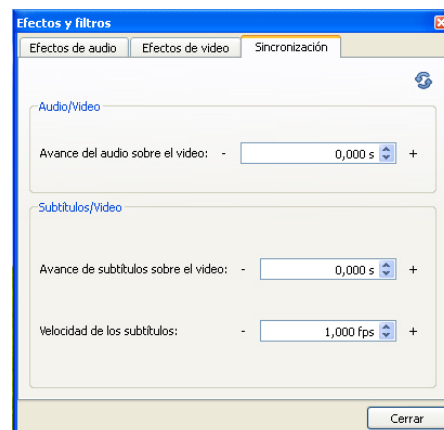 Efectos y filtros
Efectos de audio Efectos de video Sincronización
Audio/Video
Avance del audio sobre el video: - 0,000 s +
Subtítulos/Video
Avance de subtítulos sobre el video: - 0,000 s +
Velocidad de los subtítulos: - 1,000 fps +
Cerrar